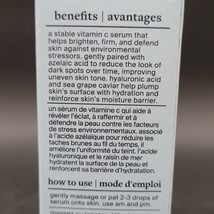 benefits | avantages
a stable vitamin c serum that
helps brighten, firm, and defend
skin against environmental
stressors. gently paired with
azelaic acid to reduce the look of
dark spots over time, improving
uneven skin tone. hyaluronic acid
and sea grape caviar help plump
skin's surface with hydration and
reinforce skin's moisture barrier.
un sérum de vitamine c qui aide à
révéler l'éclat, à raffermir et à
défendre la peau contre les facteurs
de stress environnementaux. associé
à l'acide azélaïque pour réduire les
taches brunes au fil du temps, il
améliore l'uniformité du teint. l'acide
hyaluronique et le raisin de mer
hydratent la surface de la peau et
renforcent sa barrière d'hydratation.
how to use | mode d'emploi
gently massage or pat 2-3 drops of
serum onto skin. use am and pm.